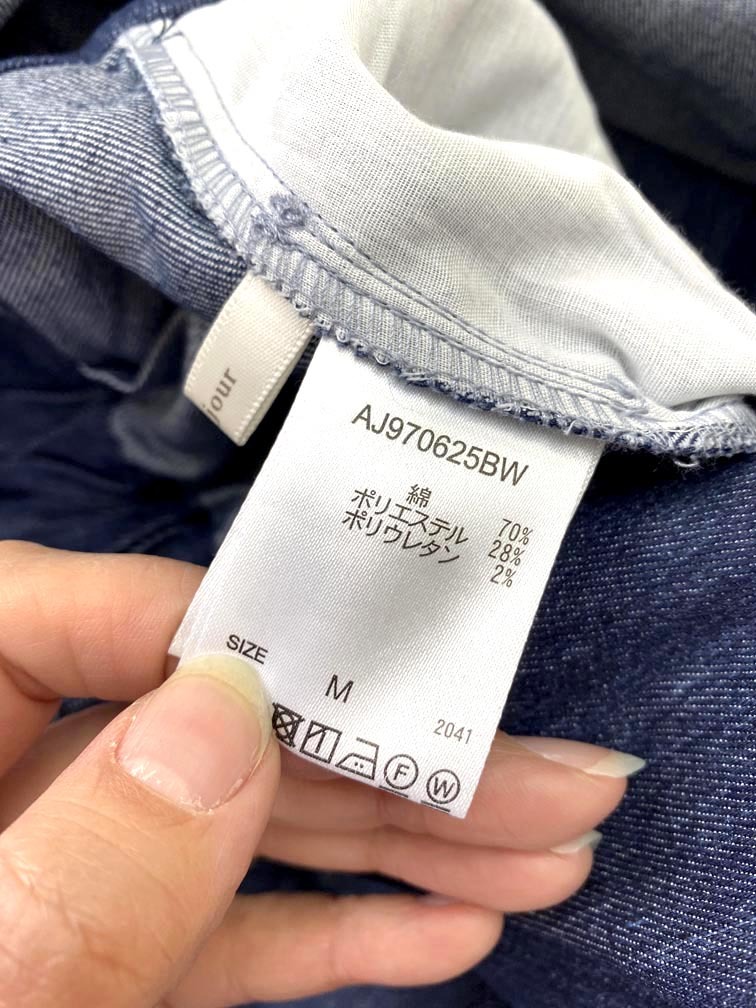 jour
AJ970625BW
綿 70%
ポリエステル 28%
ポリウレタン 2%
SIZE
M
2041
F W